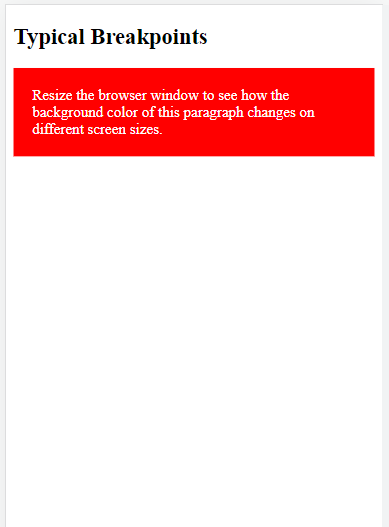 Typical Breakpoints
Resize the browser window to see how the
background color of this paragraph changes on
different screen sizes.